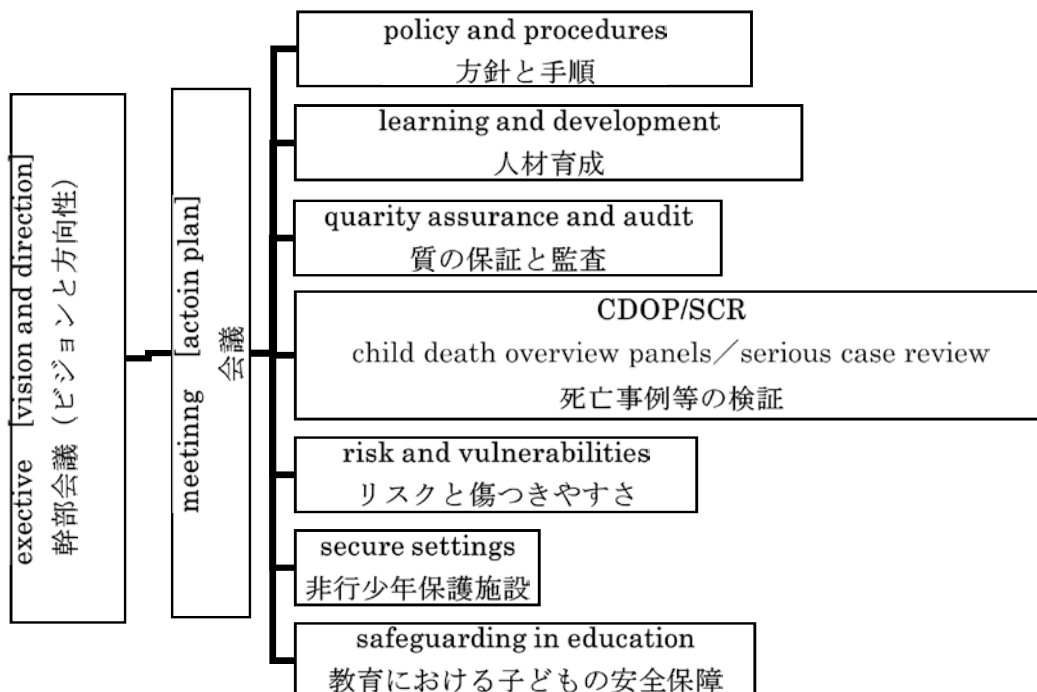 exective [vision and direction]
幹部会議（ビジョンと方向性）
meetinng [actoin plan]
会議
policy and procedures
方針と手順
learning and development
人材育成
quarity assurance and audit
質の保証と監査
CDOP/SCR
child death overview panels／serious case review
死亡事例等の検証
risk and vulnerabilities
リスクと傷つきやすさ
secure settings
非行少年保護施設
safeguarding in education
教育における子どもの安全保障